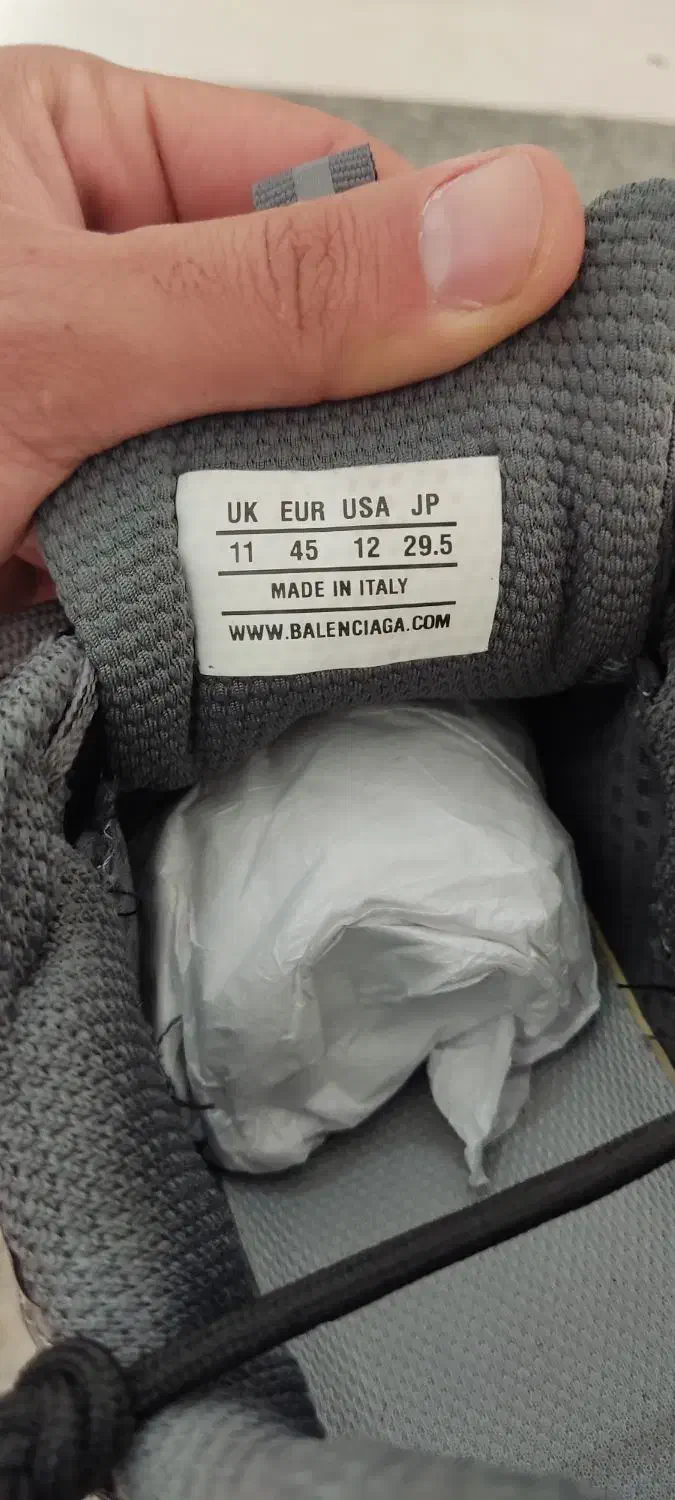 UK EUR USA JP
11 45 12 29.5
MADE IN ITALY
WWW.BALENCIAGA.COM